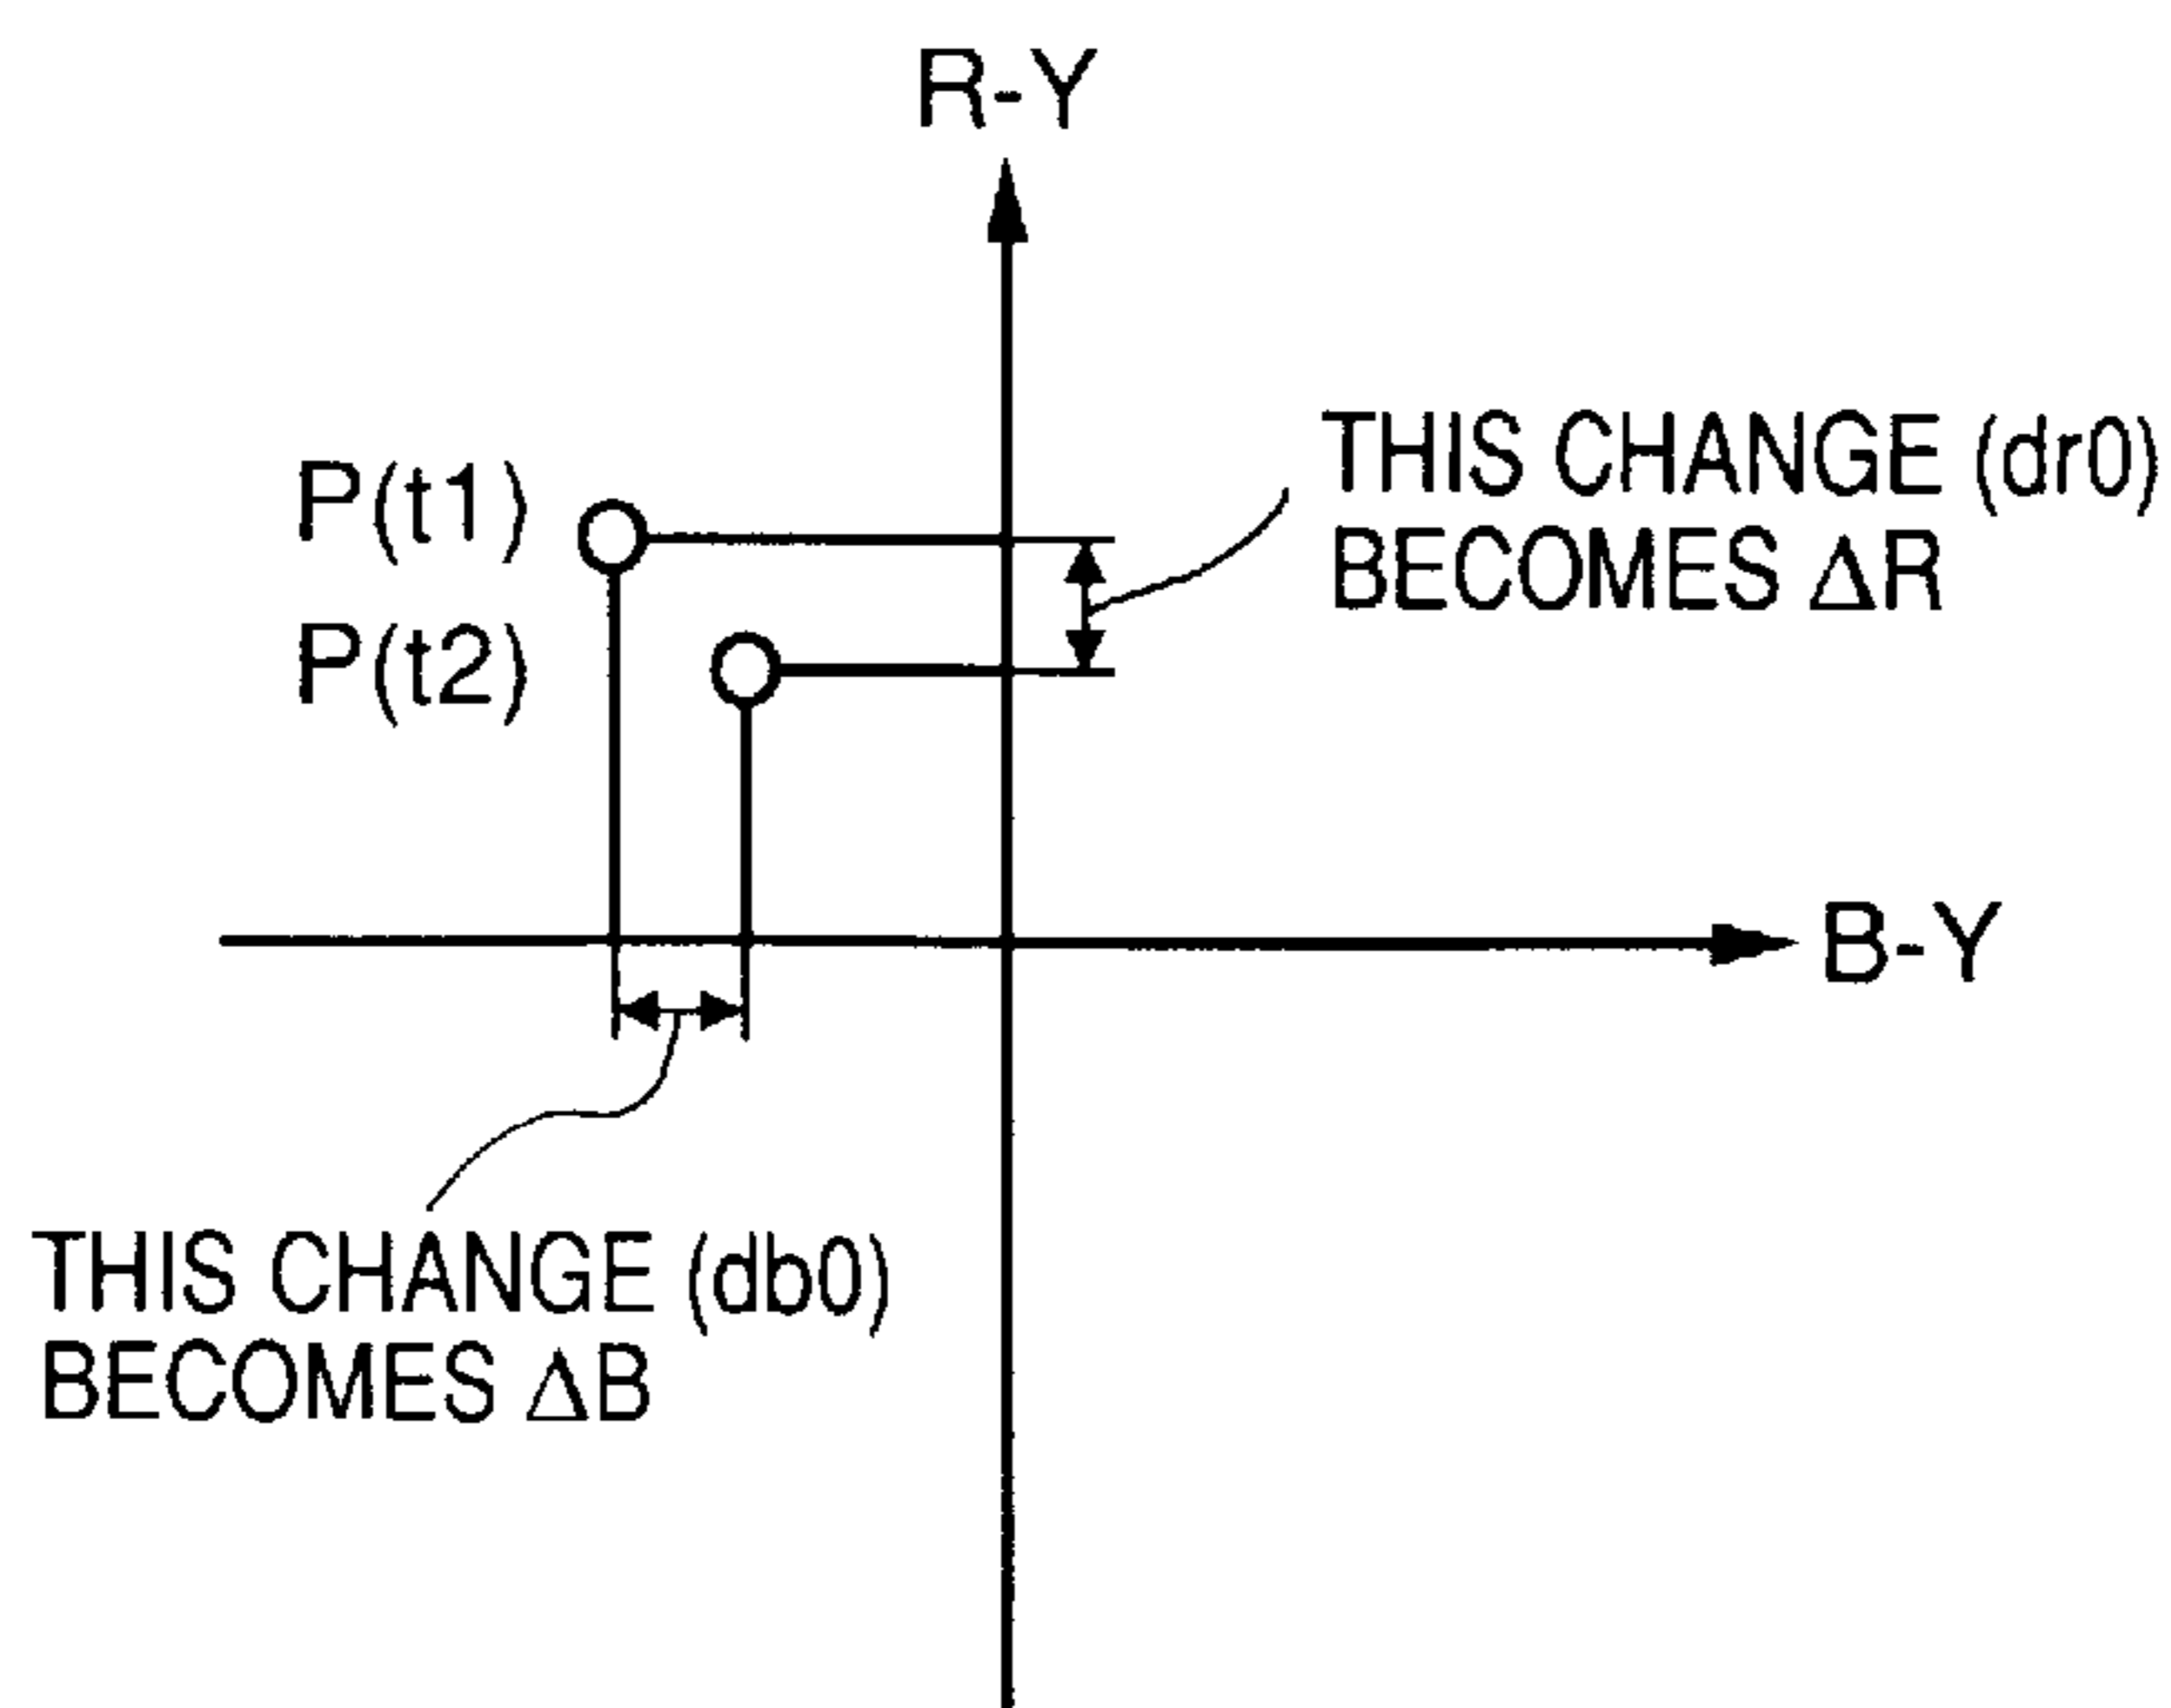 R-Y
THIS CHANGE (dr0)
BECOMES ΔR
P(t1)
P(t2)
B-Y
THIS CHANGE (db0)
BECOMES ΔB